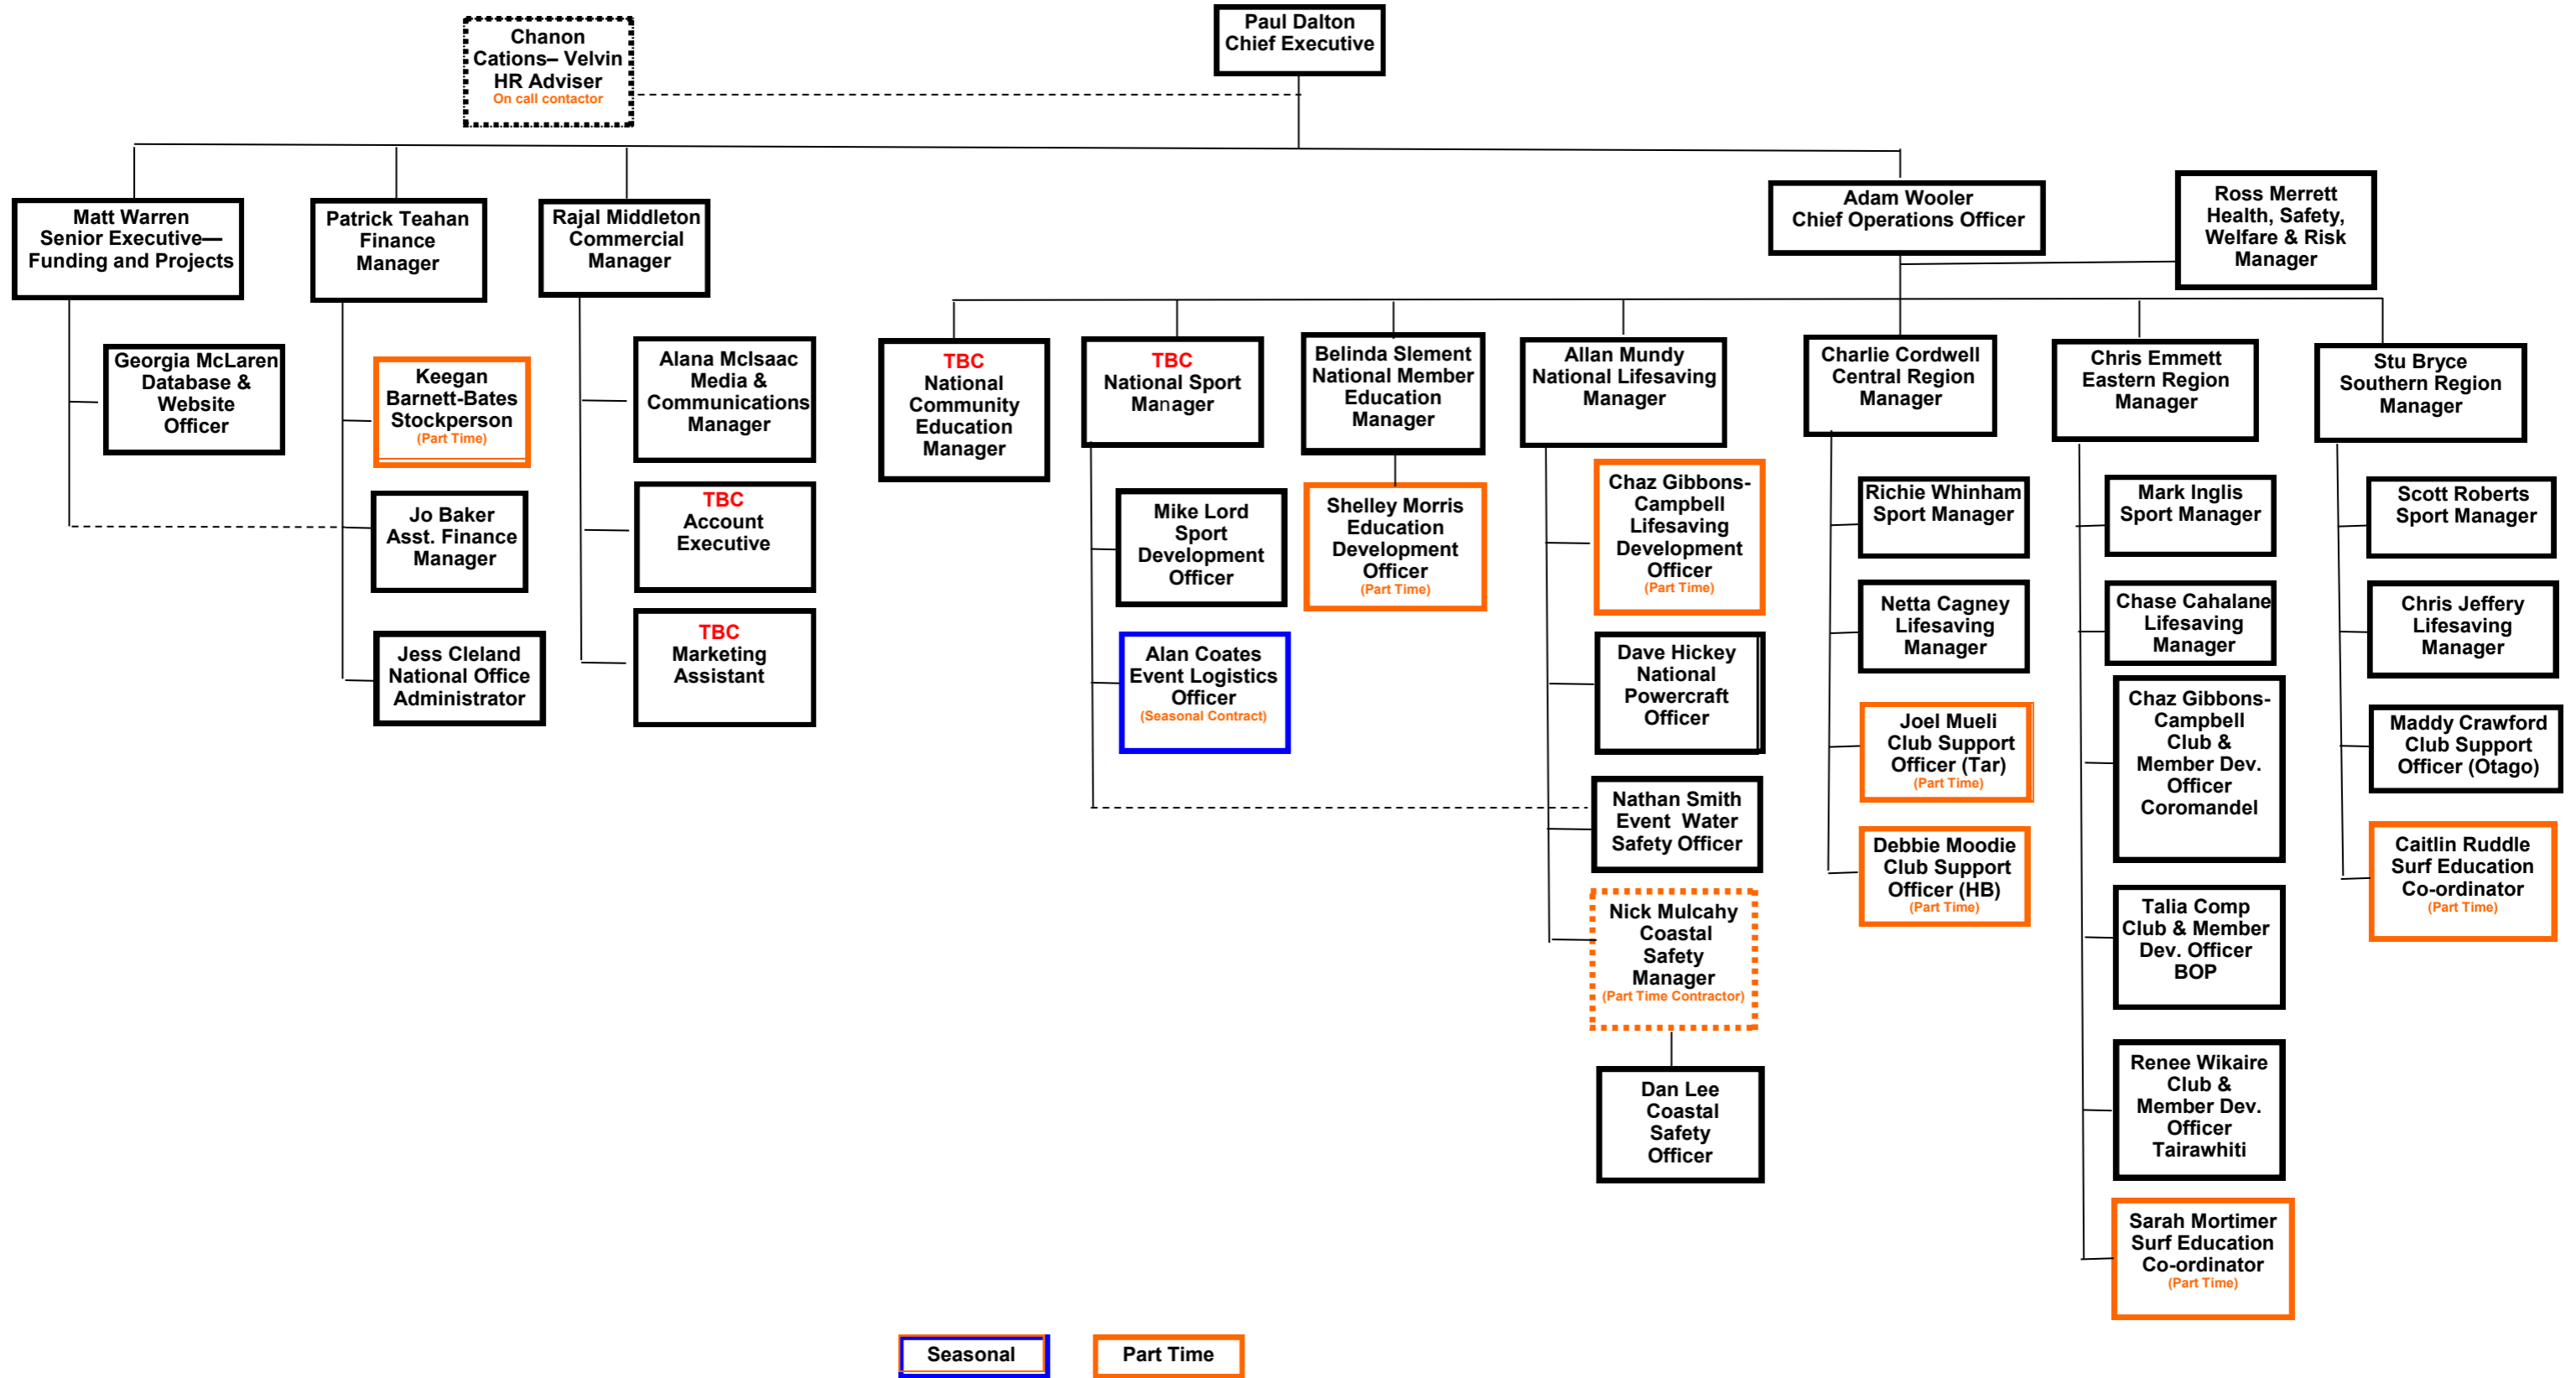 Paul Dalton
Chief Executive
Chanon
Cations– Velvin
HR Adviser
On call contactor
Matt Warren
Senior Executive—
Funding and Projects
Patrick Teahan
Finance
Manager
Rajal Middleton
Commercial
Manager
Adam Wooler
Chief Operations Officer
Ross Merrett
Health, Safety,
Welfare & Risk
Manager
Georgia McLaren
Database &
Website
Officer
Keegan
Barnett-Bates
Stockperson
(Part Time)
Jo Baker
Asst. Finance
Manager
Jess Cleland
National Office
Administrator
Alana McIsaac
Media &
Communications
Manager
TBC
Account
Executive
TBC
Marketing
Assistant
TBC
National
Community
Education
Manager
TBC
National Sport
Manager
Mike Lord
Sport
Development
Officer
Alan Coates
Event Logistics
Officer
(Seasonal Contract)
Belinda Slement
National Member
Education
Manager
Shelley Morris
Education
Development
Officer
(Part Time)
Allan Mundy
National Lifesaving
Manager
Chaz Gibbons-
Campbell
Lifesaving
Development
Officer
(Part Time)
Dave Hickey
National
Powercraft
Officer
Nathan Smith
Event  Water
Safety Officer
Nick Mulcahy
Coastal
Safety
Manager
(Part Time Contractor)
Dan Lee
Coastal
Safety
Officer
Charlie Cordwell
Central Region
Manager
Richie Whinham
Sport Manager
Netta Cagney
Lifesaving
Manager
Joel Mueli
Club Support
Officer (Tar)
(Part Time)
Debbie Moodie
Club Support
Officer (HB)
(Part Time)
Chris Emmett
Eastern Region
Manager
Mark Inglis
Sport Manager
Chase Cahalane
Lifesaving
Manager
Chaz Gibbons-
Campbell
Club &
Member Dev.
Officer
Coromandel
Talia Comp
Club & Member
Dev. Officer
BOP
Renee Wikaire
Club &
Member Dev.
Officer
Tairawhiti
Sarah Mortimer
Surf Education
Co-ordinator
(Part Time)
Stu Bryce
Southern Region
Manager
Scott Roberts
Sport Manager
Chris Jeffery
Lifesaving
Manager
Maddy Crawford
Club Support
Officer (Otago)
Caitlin Ruddle
Surf Education
Co-ordinator
(Part Time)
Seasonal
Part Time